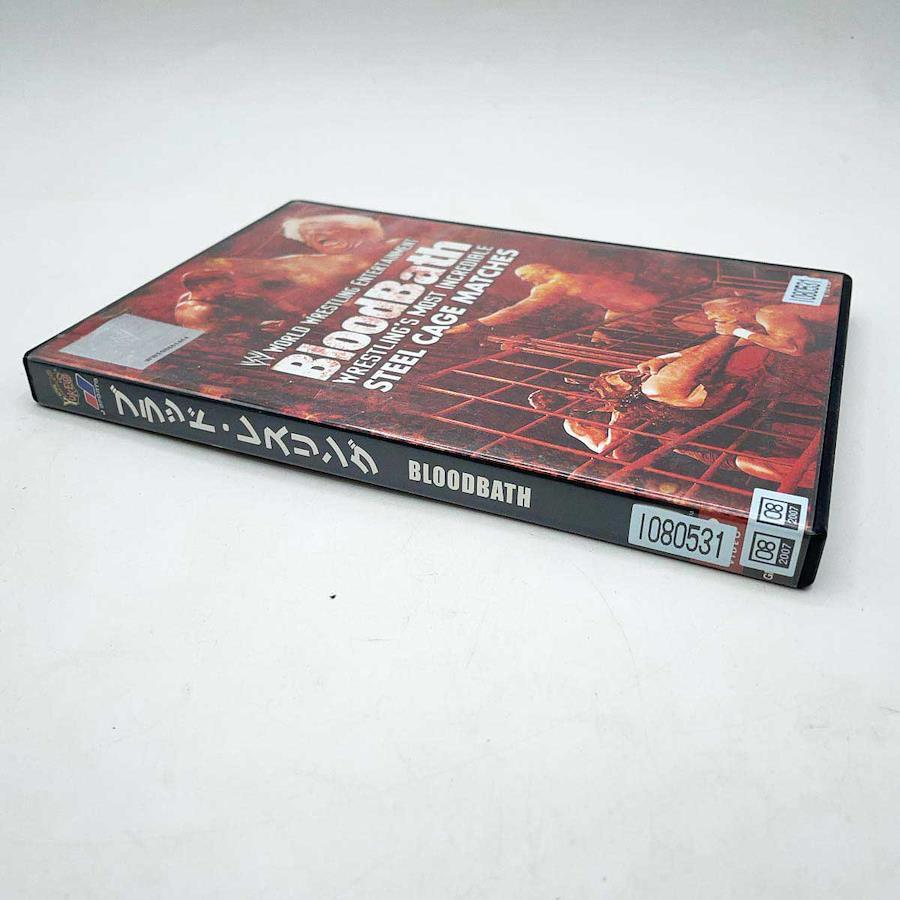 WORLD WRESTLING ENTERTAINMENT
BloodBath
WRESTLING'S MOST INCREDIBLE
STEEL CAGE MATCHES
1080531
08
2007
ブラッド・レスリング
BLOODBATH
1080531
08
2007